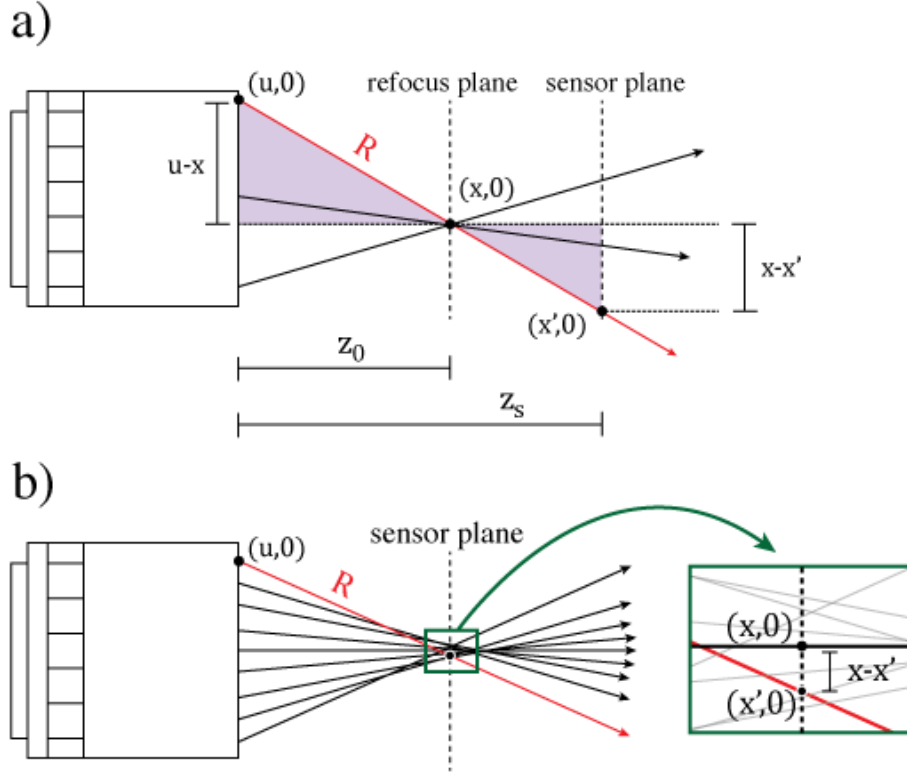 a)
(u,0)
refocus plane
sensor plane
R
u-x
(x,0)
x-x'
(x',0)
z0
zs
b)
(u,0)
sensor plane
R
(x,0)
x-x'
(x',0)